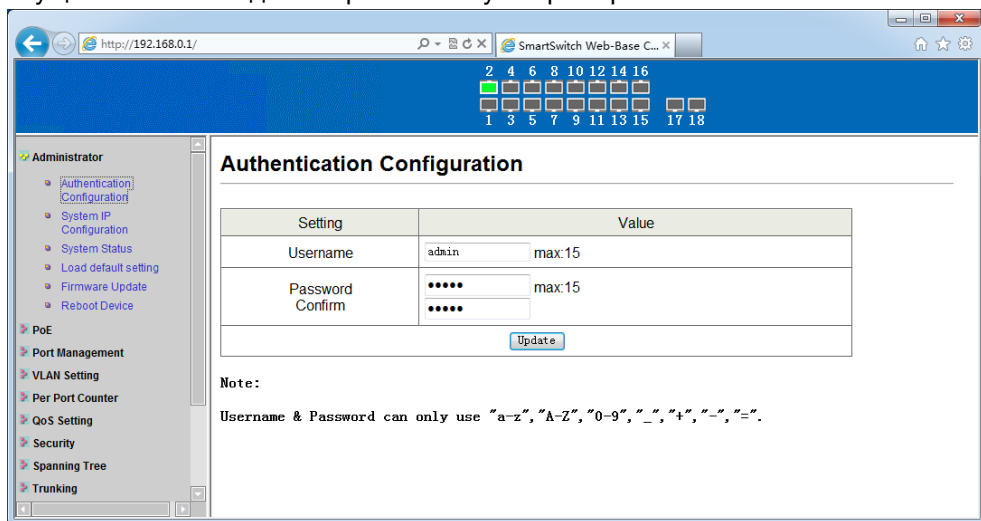 http://192.168.0.1/
SmartSwitch Web-Base C...
2 4 6 8 10 12 14 16
1 3 5 7 9 11 13 15 17 18
Administrator
Authentication
Configuration
System IP
Configuration
System Status
Load default setting
Firmware Update
Reboot Device
PoE
Port Management
VLAN Setting
Per Port Counter
QoS Setting
Security
Spanning Tree
Trunking
Authentication Configuration
Setting Value
Username admin max:15
Password ••••• max:15
Confirm •••••
Update
Note:
Username & Password can only use "a-z","A-Z","0-9","_","+","-","=".